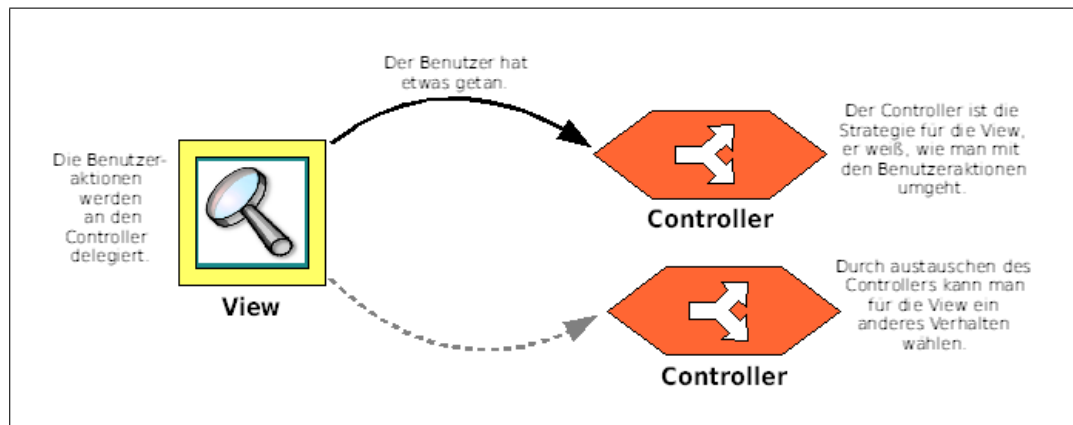 Der Benutzer hat
etwas getan.
Die Benutzer-
aktionen
werden
an den
Controller
delegiert.
View
Controller
Der Controller ist die
Strategie für die View,
er weiß, wie man mit
den Benutzeraktionen
umgeht.
Controller
Durch austauschen des
Controllers kann man
für die View ein
anderes Verhalten
wählen.